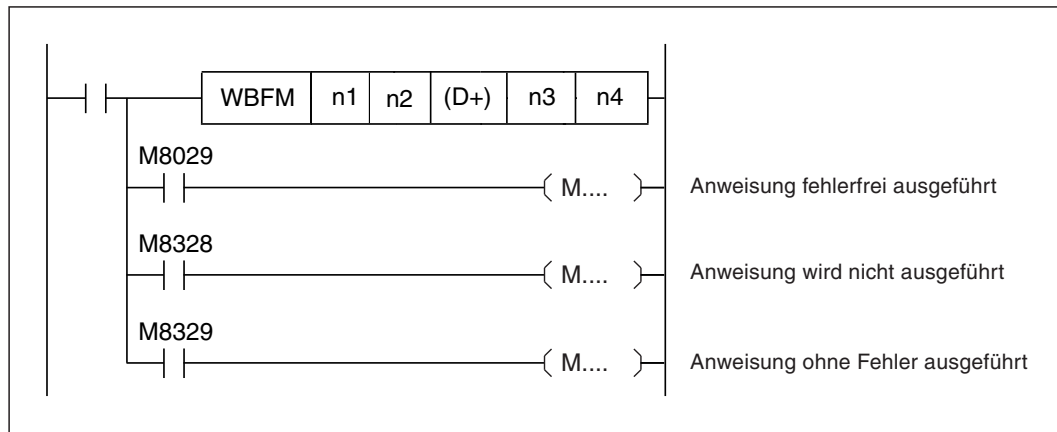 WBFM n1 n2 (D+) n3 n4
M8029
M.... Anweisung fehlerfrei ausgeführt
M8328
M.... Anweisung wird nicht ausgeführt
M8329
M.... Anweisung ohne Fehler ausgeführt